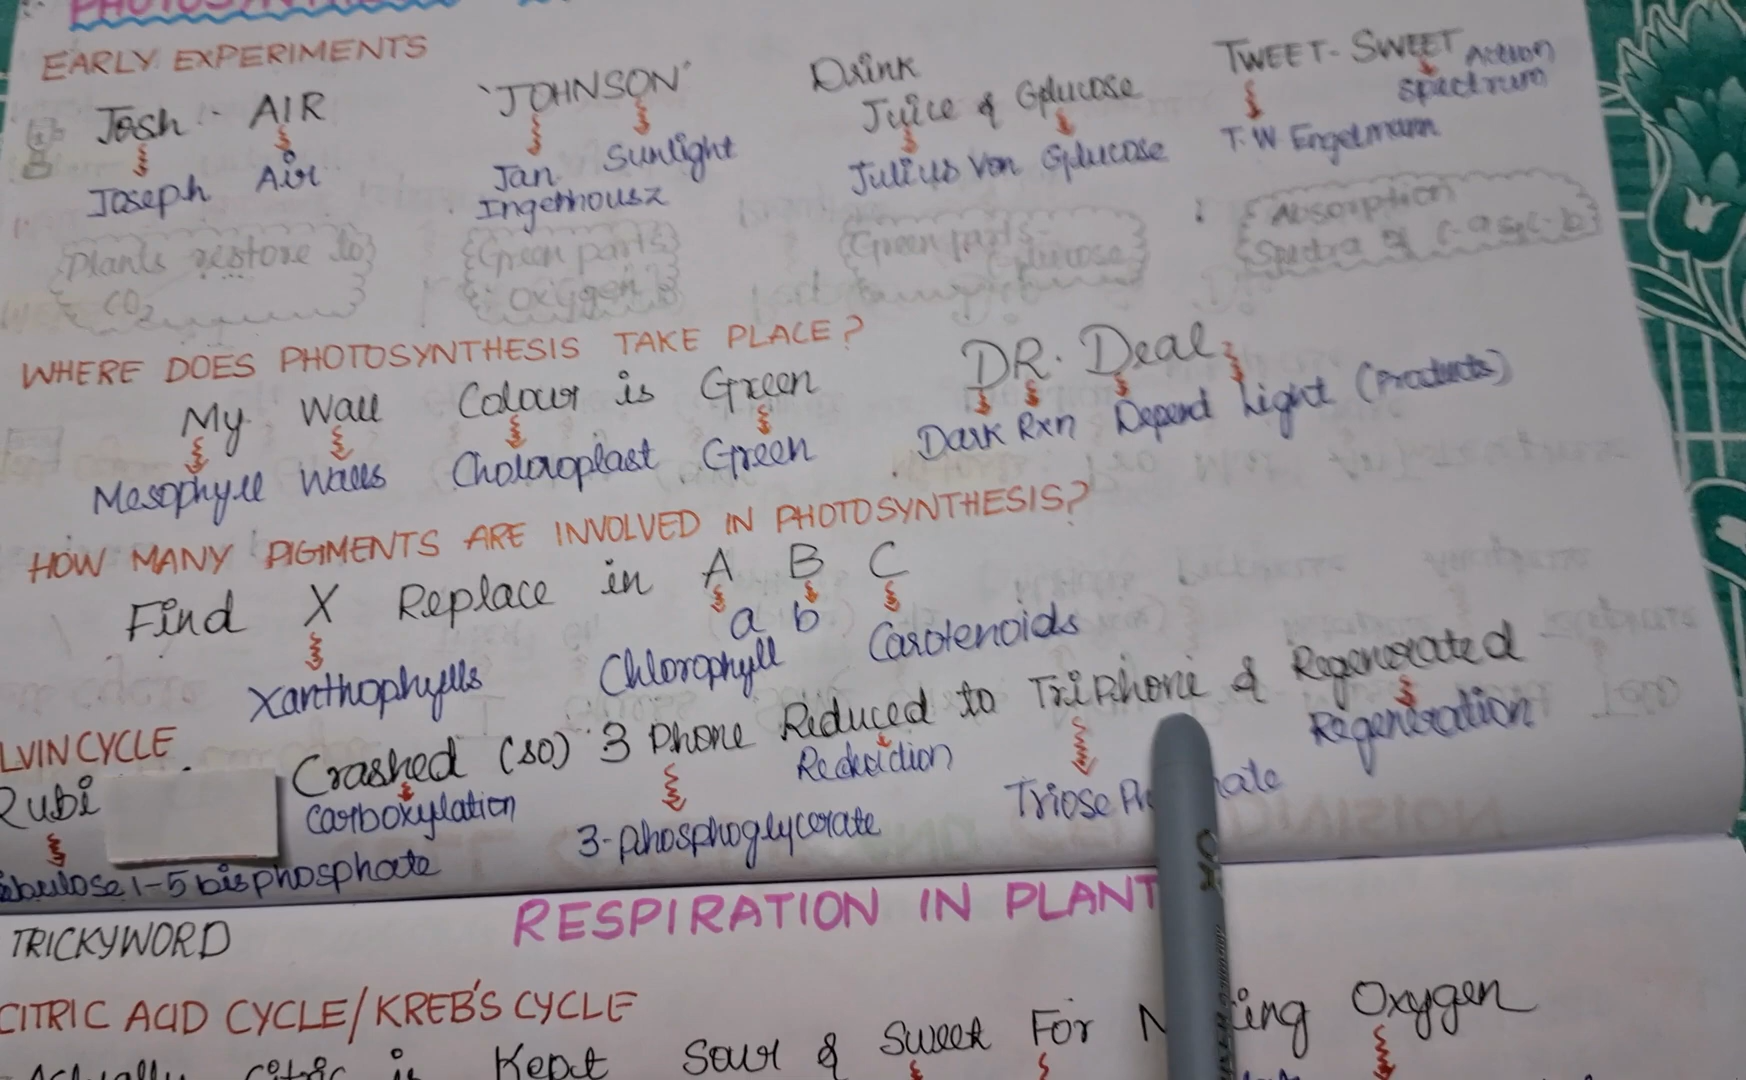 PHOTOSYN
EARLY EXPERIMENTS
Josh - AIR
Joseph Air
'JOHNSON'
Jan Sunlight
Ingenhousz
Drink
Juice & Glucose
Julius Von Glucose
TWEET- SWEET Action
spectrum
T.W Engelmann
Plants restore to
CO2
Green parts
oxygen
Green parts
Glucose
Absorption
Spectra of
WHERE DOES PHOTOSYNTHESIS TAKE PLACE?
My Wall Colour is Green
Mesophyll Walls Choloroplast Green
DR. Deal
Dark Rxn Depend Light (Products)
HOW MANY PIGMENTS ARE INVOLVED IN PHOTOSYNTHESIS?
Find X Replace in A B C
a b
Xanthophylls Chlorophyll Carotenoids
LVIN CYCLE
Rubi Crashed (so) 3 Phone Reduced to Triphone & Regenerated
Carboxylation 3-phosphoglycerate Triose Regeneration
bulose 1-5 bisphosphate
RESPIRATION IN PLANT
TRICKYWORD
CITRIC ACID CYCLE/KREB'S CYCLE
Kept Sour & Sweet For Oxygen